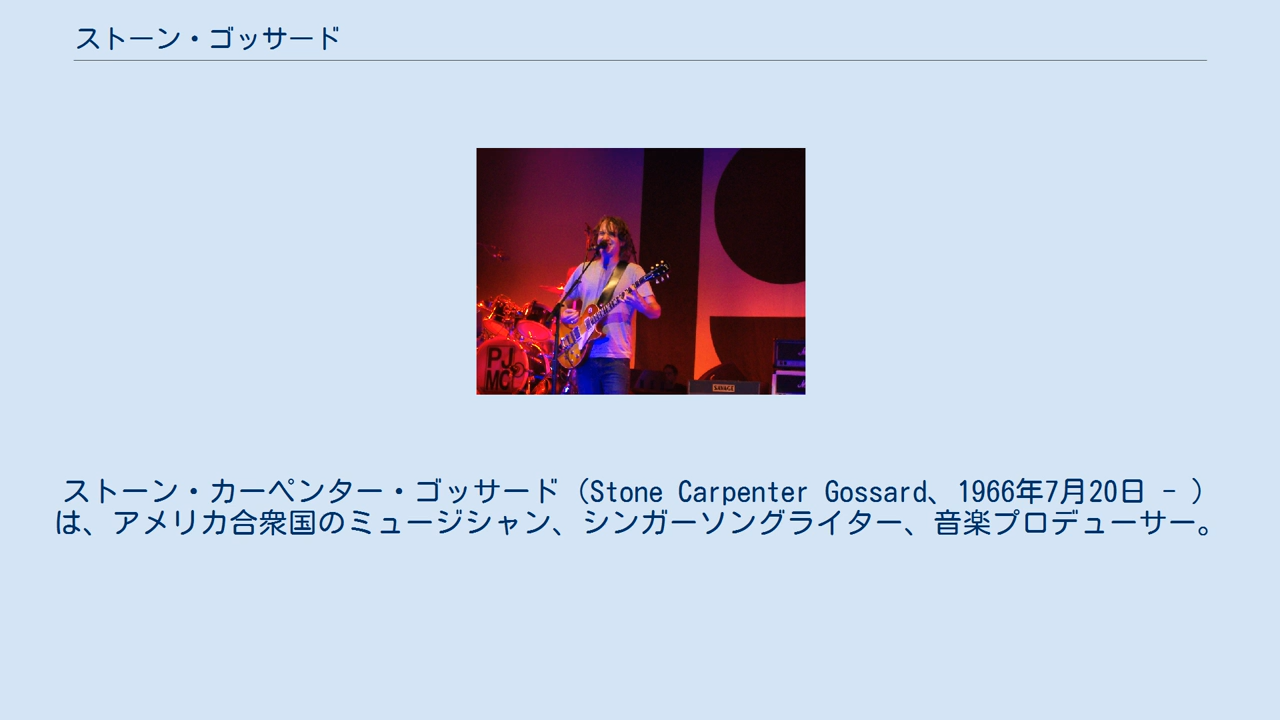 ストーン・ゴッサード
PJ
MC
SAVAGE
ストーン・カーペンター・ゴッサード（Stone Carpenter Gossard、1966年7月20日 - ）
は、アメリカ合衆国のミュージシャン、シンガーソングライター、音楽プロデューサー。